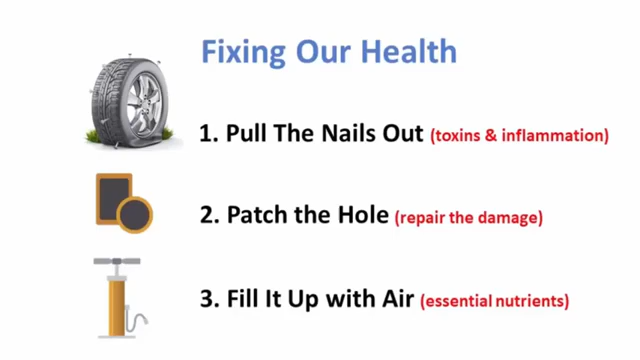 Fixing Our Health
1. Pull The Nails Out (toxins & inflammation)
2. Patch the Hole (repair the damage)
3. Fill It Up with Air (essential nutrients)